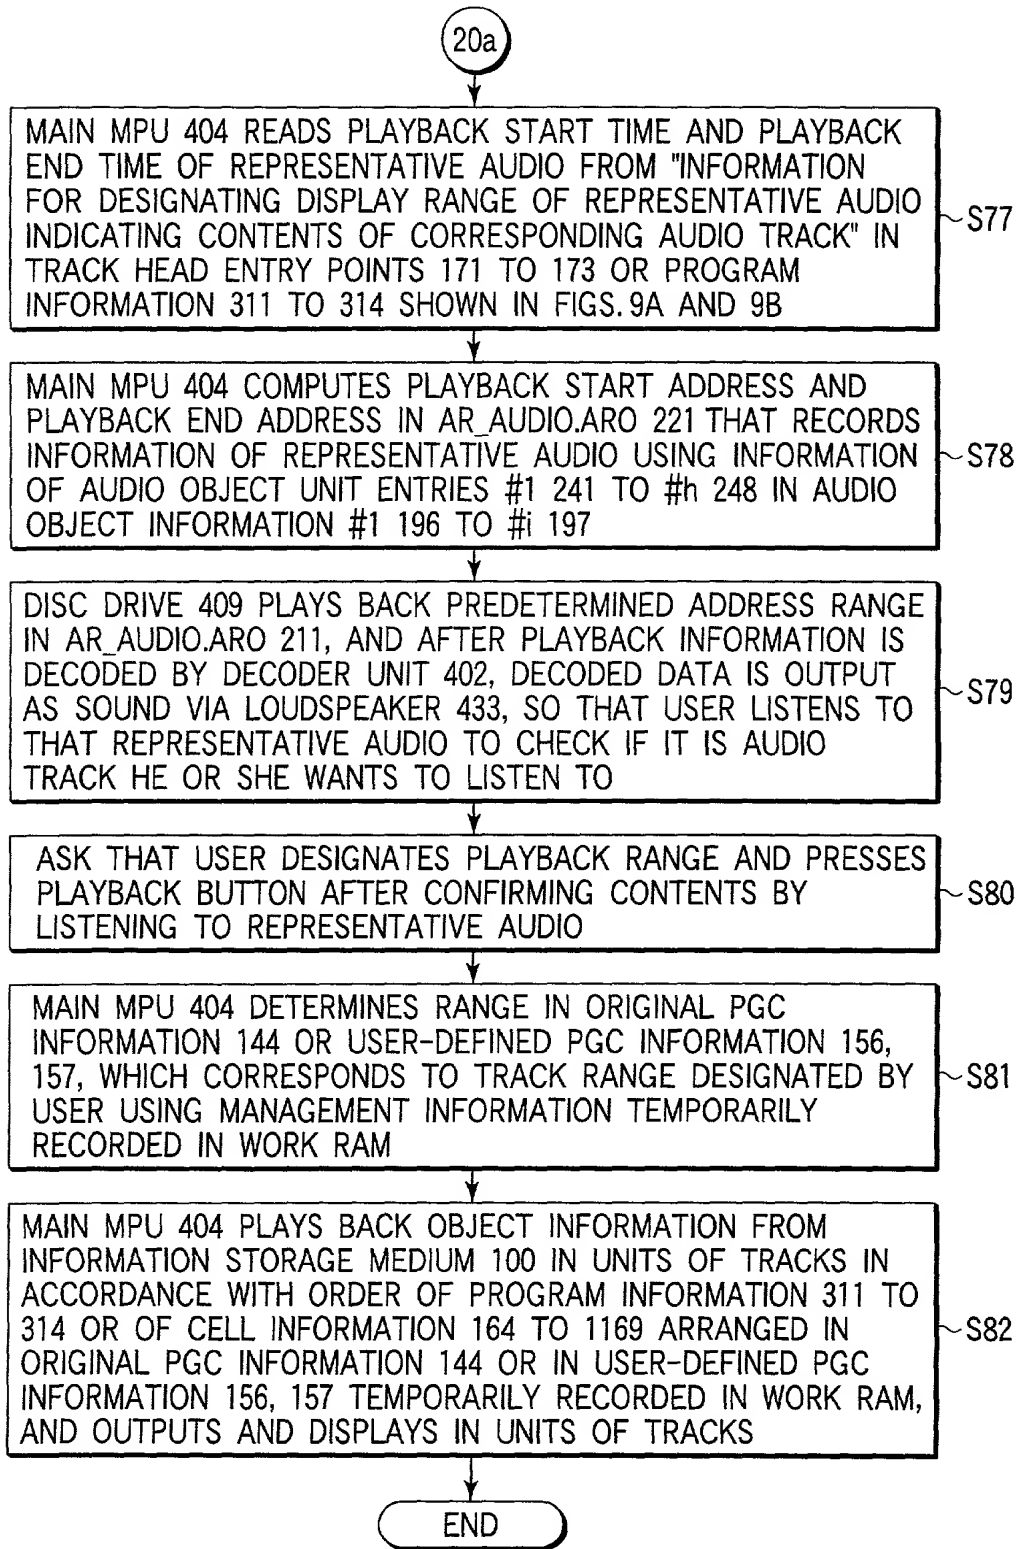 20a
MAIN MPU 404 READS PLAYBACK START TIME AND PLAYBACK
END TIME OF REPRESENTATIVE AUDIO FROM "INFORMATION
FOR DESIGNATING DISPLAY RANGE OF REPRESENTATIVE AUDIO
INDICATING CONTENTS OF CORRESPONDING AUDIO TRACK" IN
TRACK HEAD ENTRY POINTS 171 TO 173 OR PROGRAM
INFORMATION 311 TO 314 SHOWN IN FIGS. 9A AND 9B
S77
MAIN MPU 404 COMPUTES PLAYBACK START ADDRESS AND
PLAYBACK END ADDRESS IN AR_AUDIO.ARO 221 THAT RECORDS
INFORMATION OF REPRESENTATIVE AUDIO USING INFORMATION
OF AUDIO OBJECT UNIT ENTRIES #1 241 TO #h 248 IN AUDIO
OBJECT INFORMATION #1 196 TO #i 197
S78
DISC DRIVE 409 PLAYS BACK PREDETERMINED ADDRESS RANGE
IN AR_AUDIO.ARO 211, AND AFTER PLAYBACK INFORMATION IS
DECODED BY DECODER UNIT 402, DECODED DATA IS OUTPUT
AS SOUND VIA LOUDSPEAKER 433, SO THAT USER LISTENS TO
THAT REPRESENTATIVE AUDIO TO CHECK IF IT IS AUDIO
TRACK HE OR SHE WANTS TO LISTEN TO
S79
ASK THAT USER DESIGNATES PLAYBACK RANGE AND PRESSES
PLAYBACK BUTTON AFTER CONFIRMING CONTENTS BY
LISTENING TO REPRESENTATIVE AUDIO
S80
MAIN MPU 404 DETERMINES RANGE IN ORIGINAL PGC
INFORMATION 144 OR USER-DEFINED PGC INFORMATION 156,
157, WHICH CORRESPONDS TO TRACK RANGE DESIGNATED BY
USER USING MANAGEMENT INFORMATION TEMPORARILY
RECORDED IN WORK RAM
S81
MAIN MPU 404 PLAYS BACK OBJECT INFORMATION FROM
INFORMATION STORAGE MEDIUM 100 IN UNITS OF TRACKS IN
ACCORDANCE WITH ORDER OF PROGRAM INFORMATION 311 TO
314 OR OF CELL INFORMATION 164 TO 1169 ARRANGED IN
ORIGINAL PGC INFORMATION 144 OR IN USER-DEFINED PGC
INFORMATION 156, 157 TEMPORARILY RECORDED IN WORK RAM,
AND OUTPUTS AND DISPLAYS IN UNITS OF TRACKS
S82
END